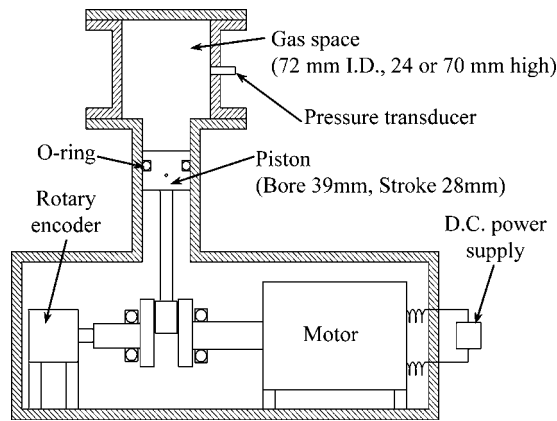 Gas space
(72 mm I.D., 24 or 70 mm high)
Pressure transducer
O-ring
Piston
(Bore 39mm, Stroke 28mm)
Rotary
encoder
D.C. power
supply
Motor